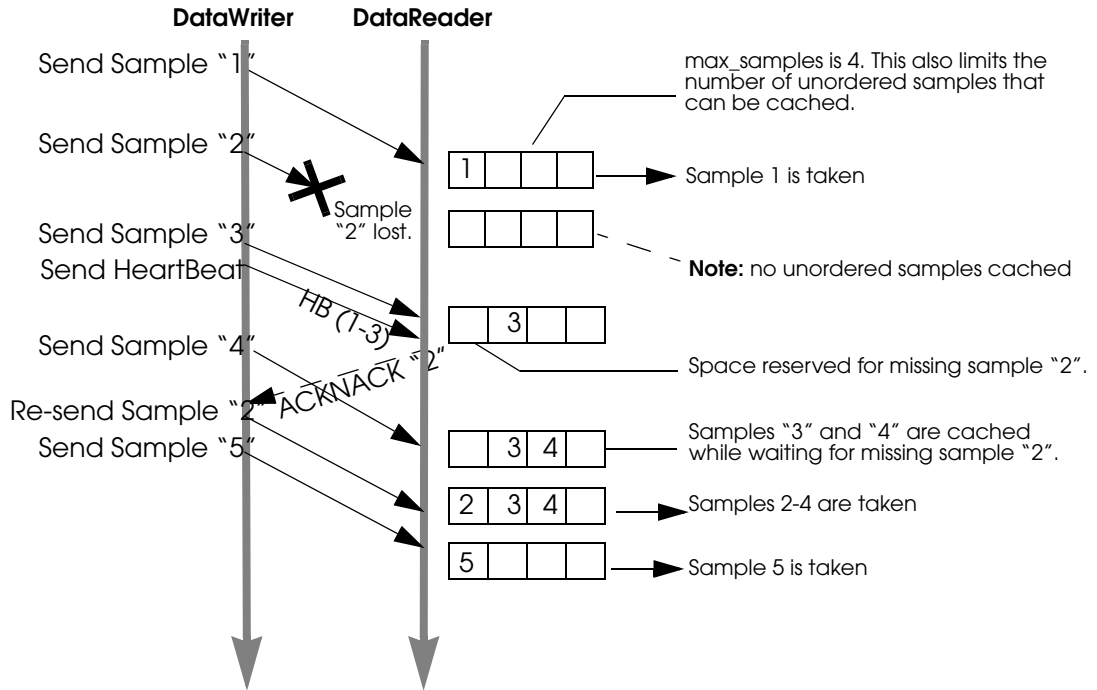 DataWriter
DataReader
Send Sample “1”
max_samples is 4. This also limits the
number of unordered samples that
can be cached.
Send Sample “2”
1
Sample 1 is taken
Sample
“2” lost.
Send Sample “3”
Send HeartBeat
Note: no unordered samples cached
HB (1-3)
3
Send Sample “4”
Space reserved for missing sample “2”.
ACKNACK “2”
Re-send Sample “2”
Send Sample “5”
3 4
Samples “3” and “4” are cached
while waiting for missing sample “2”.
2 3 4
Samples 2-4 are taken
5
Sample 5 is taken